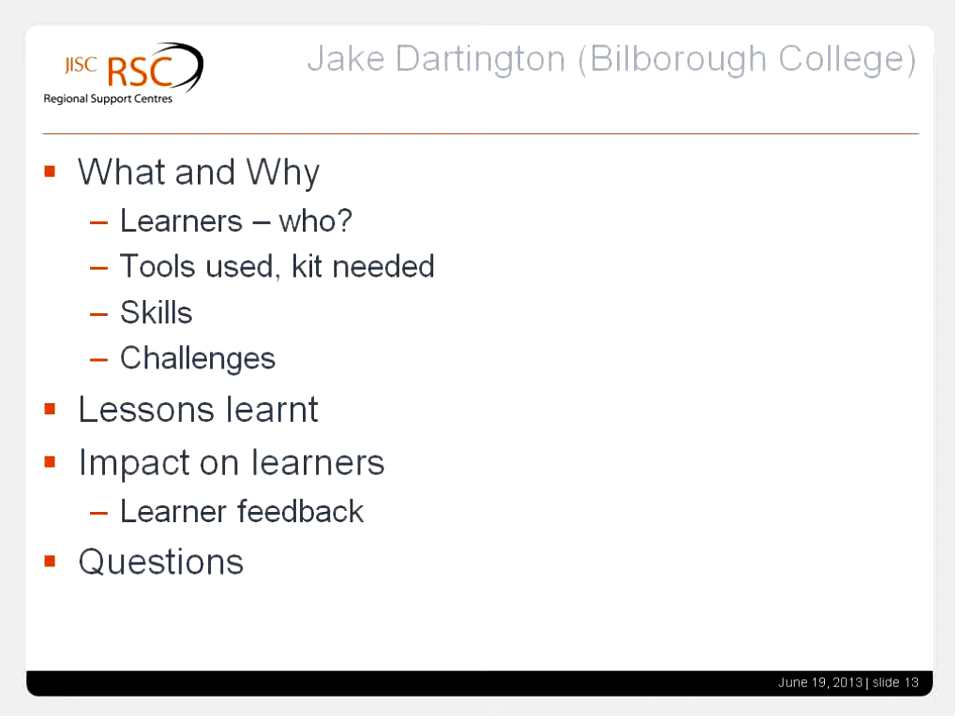 JISC RSC
Regional Support Centres
Jake Dartington (Bilborough College)
What and Why
– Learners – who?
– Tools used, kit needed
– Skills
– Challenges
Lessons learnt
Impact on learners
– Learner feedback
Questions
June 19, 2013 | slide 13